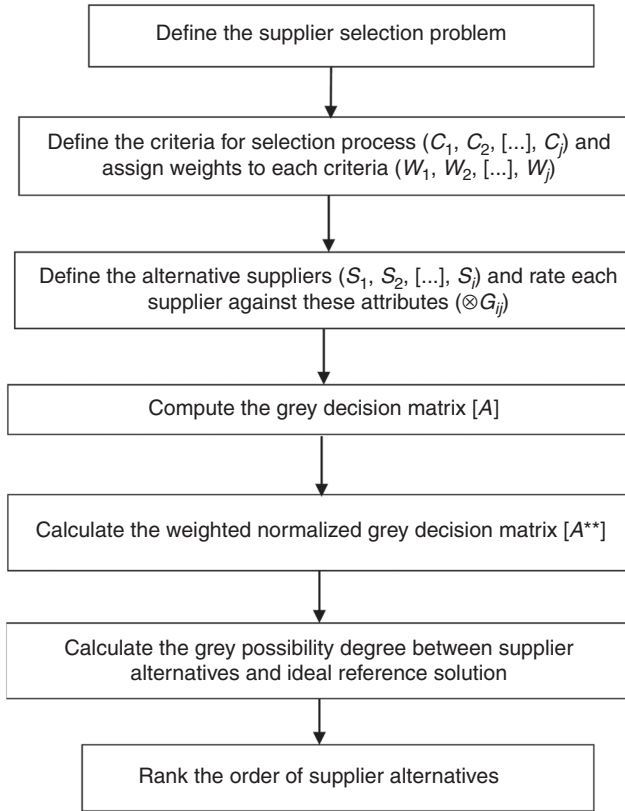 Define the supplier selection problem
Define the criteria for selection process (C₁, C₂, [...], Cⱼ) and
assign weights to each criteria (W₁, W₂, [...], Wⱼ)
Define the alternative suppliers (S₁, S₂, [...], Sᵢ) and rate each
supplier against these attributes (⊗Gᵢⱼ)
Compute the grey decision matrix [A]
Calculate the weighted normalized grey decision matrix [A**]
Calculate the grey possibility degree between supplier
alternatives and ideal reference solution
Rank the order of supplier alternatives